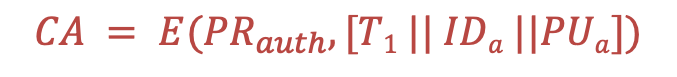 CA = E(PR_auth, [T_1 || ID_a ||PU_a])